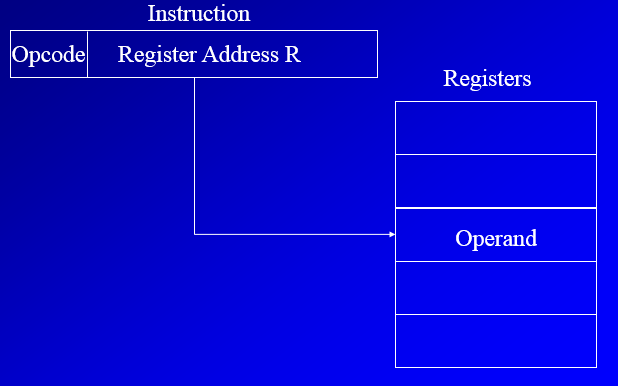 Instruction
Opcode
Register Address R
Registers
Operand